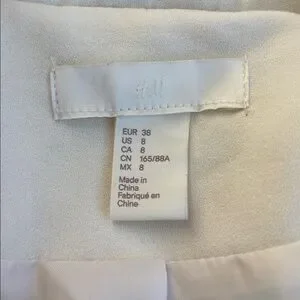 H&M
EUR 38
US 8
CA 8
CN 165/88A
MX 8
Made in
China
Fabriqué en
Chine